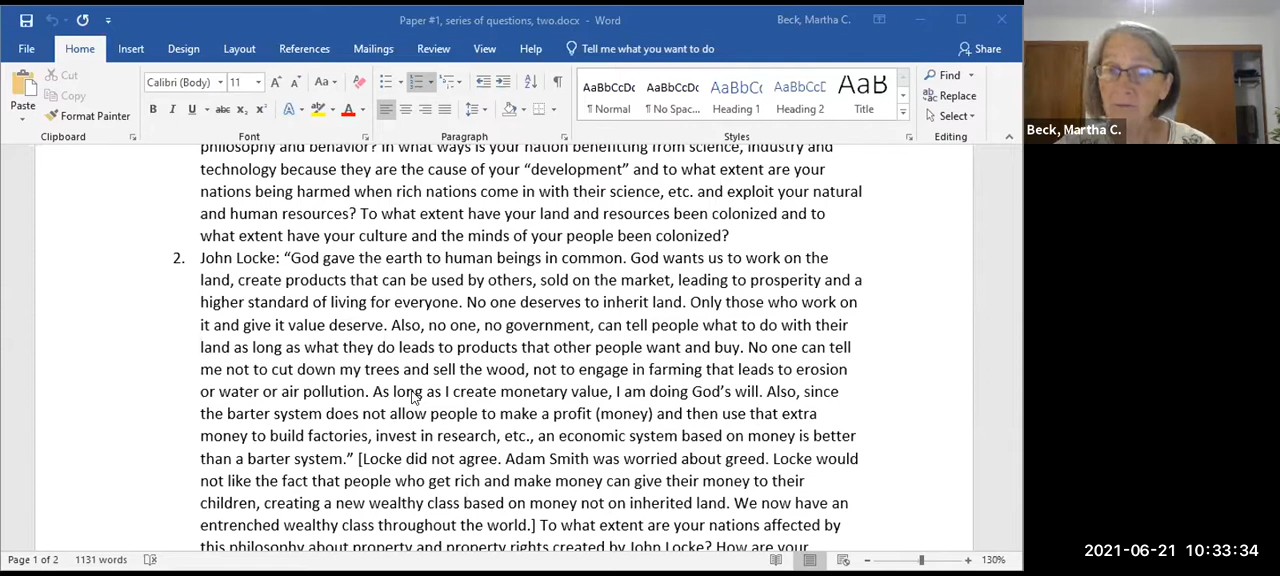 Paper #1, series of questions, two.docx - Word
Beck, Martha C.
File Home Insert Design Layout References Mailings Review View Help Tell me what you want to do Share
Cut
Copy
Format Painter
Paste
Clipboard
Calibri (Body) 11
Font
Paragraph
AaBbCcDc AaBbCcDc AaBbCc AaBbCcD AaB
¶ Normal ¶ No Spac... Heading 1 Heading 2 Title
Styles
Find
Replace
Select
Editing
Beck, Martha C.
philosophy and behavior? In what ways is your nation benefitting from science, industry and
technology because they are the cause of your “development” and to what extent are your
nations being harmed when rich nations come in with their science, etc. and exploit your natural
and human resources? To what extent have your land and resources been colonized and to
what extent have your culture and the minds of your people been colonized?
2. John Locke: “God gave the earth to human beings in common. God wants us to work on the
land, create products that can be used by others, sold on the market, leading to prosperity and a
higher standard of living for everyone. No one deserves to inherit land. Only those who work on
it and give it value deserve. Also, no one, no government, can tell people what to do with their
land as long as what they do leads to products that other people want and buy. No one can tell
me not to cut down my trees and sell the wood, not to engage in farming that leads to erosion
or water or air pollution. As long as I create monetary value, I am doing God’s will. Also, since
the barter system does not allow people to make a profit (money) and then use that extra
money to build factories, invest in research, etc., an economic system based on money is better
than a barter system.” [Locke did not agree. Adam Smith was worried about greed. Locke would
not like the fact that people who get rich and make money can give their money to their
children, creating a new wealthy class based on money not on inherited land. We now have an
entrenched wealthy class throughout the world.] To what extent are your nations affected by
this philosophy about property and property rights created by John Locke? How are your
Page 1 of 2 1131 words
130%
2021-06-21 10:33:34